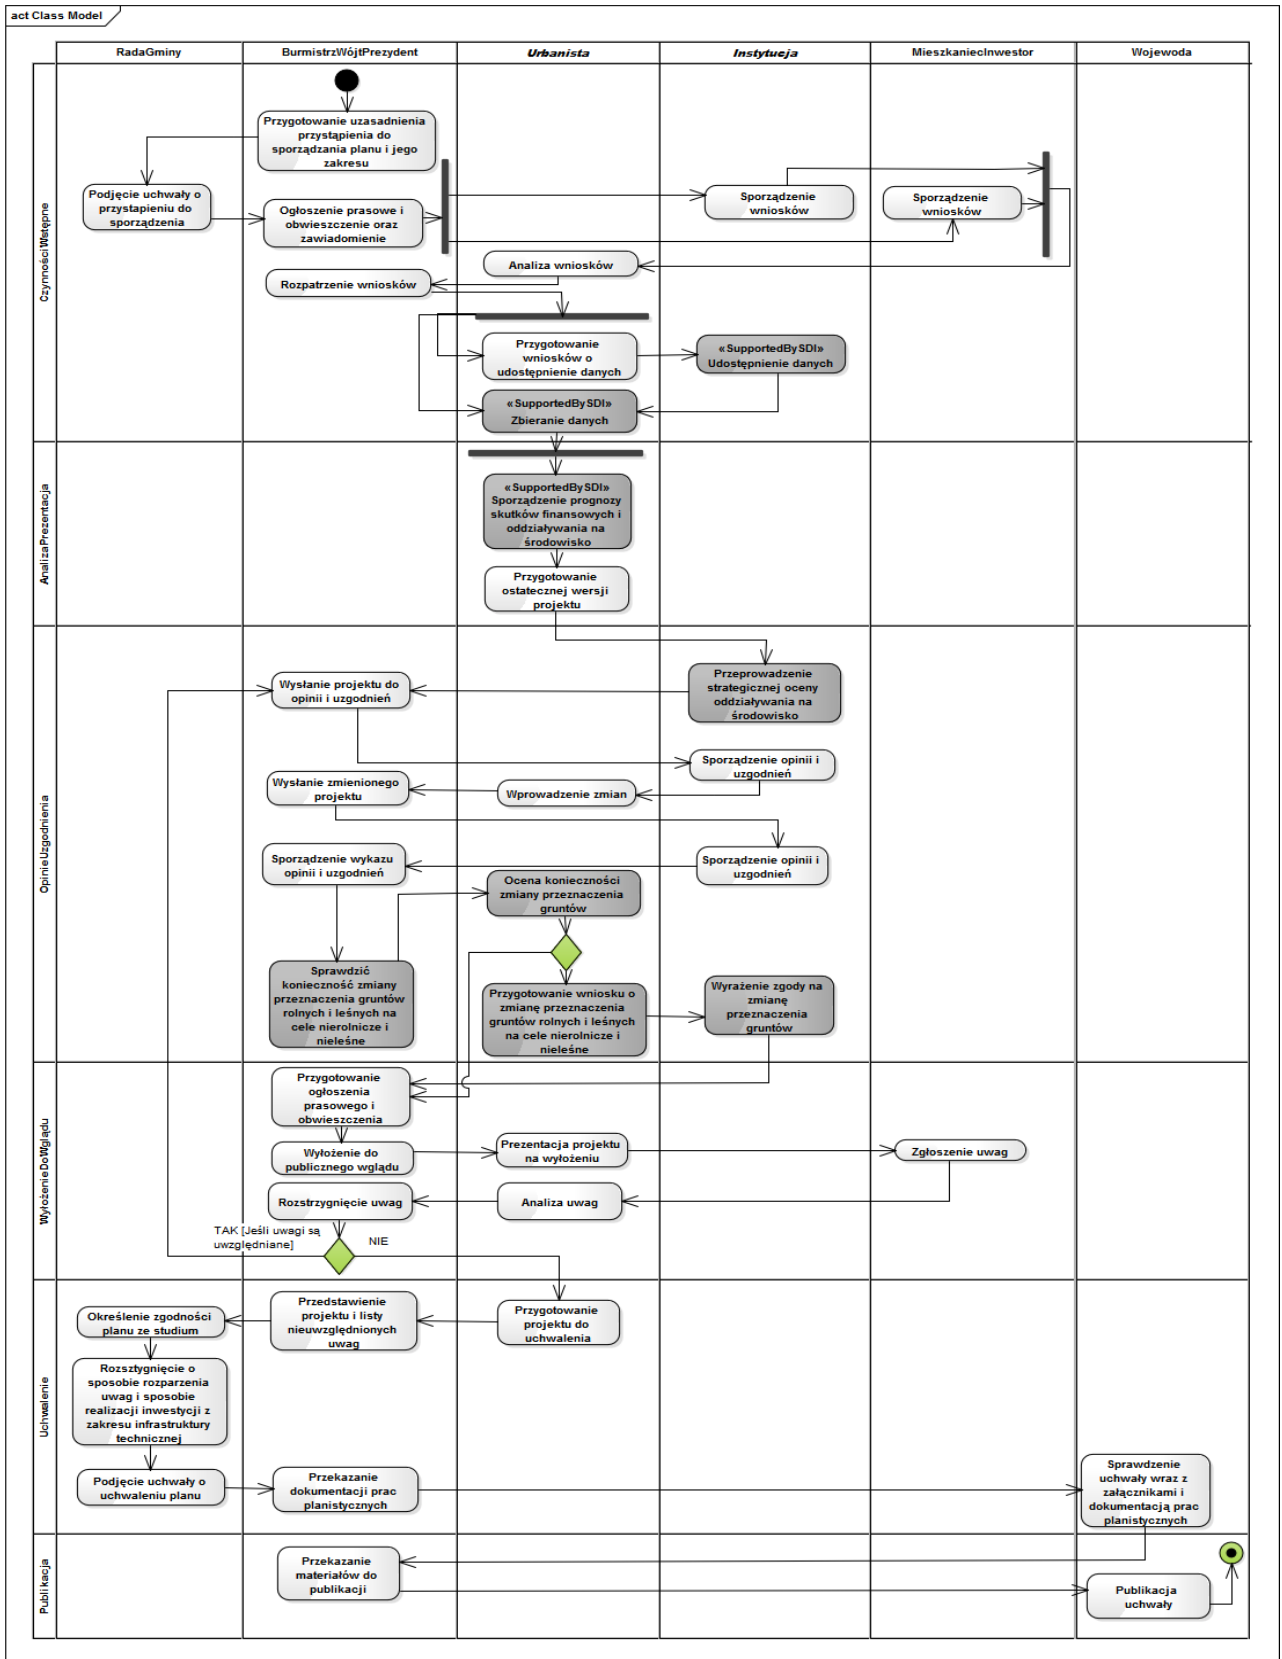 act Class Model
RadaGminy
BurmistrzWójtPrezydent
Urbanista
Instytucja
MieszkaniecInwestor
Wojewoda
CzynnościWstępne
Przygotowanie uzasadnienia
przystąpienia do
sporządzania planu i jego
zakresu
Podjęcie uchwały o
przystapieniu do
sporządzenia
Ogłoszenie prasowe i
obwieszczenie oraz
zawiadomienie
Sporządzenie
wniosków
Sporządzenie
wniosków
Analiza wniosków
Rozpatrzenie wniosków
Przygotowanie
wniosków o
udostępnienie danych
«SupportedBySDI»
Udostępnienie danych
«SupportedBySDI»
Zbieranie danych
AnalizaPrezentacja
«SupportedBySDI»
Sporządzenie prognozy
skutków finansowych i
oddziaływania na
środowisko
Przygotowanie
ostatecznej wersji
projektu
OpinieUzgodnienia
Przeprowadzenie
strategicznej oceny
oddziaływania na
środowisko
Wysłanie projektu do
opinii i uzgodnień
Sporządzenie opinii i
uzgodnień
Wysłanie zmienionego
projektu
Wprowadzenie zmian
Sporządzenie wykazu
opinii i uzgodnień
Sporządzenie opinii i
uzgodnień
Ocena konieczności
zmiany przeznaczenia
gruntów
Sprawdzić
konieczność zmiany
przeznaczenia gruntów
rolnych i leśnych na
cele nierolnicze i
nieleśne
Przygotowanie wniosku o
zmianę przeznaczenia
gruntów rolnych i leśnych
na cele nierolnicze i
nieleśne
Wyrażenie zgody na
zmianę
przeznaczenia
gruntów
WyłożenieDoWglądu
Przygotowanie
ogłoszenia
prasowego i
obwieszczenia
Wyłożenie do
publicznego wglądu
Prezentacja projektu
na wyłożeniu
Zgłoszenie uwag
Rozstrzygnięcie uwag
Analiza uwag
TAK [Jeśli uwagi są
uwzględniane]
NIE
Uchwalenie
Określenie zgodności
planu ze studium
Przedstawienie
projektu i listy
nieuwzględnionych
uwag
Przygotowanie
projektu do
uchwalenia
Rozsztygnięcie o
sposobie rozparzenia
uwag i sposobie
realizacji inwestycji z
zakresu infrastruktury
technicznej
Podjęcie uchwały o
uchwaleniu planu
Przekazanie
dokumentacji prac
planistycznych
Sprawdzenie
uchwały wraz z
załącznikami i
dokumentacją prac
planistycznych
Publikacja
Przekazanie
materiałów do
publikacji
Publikacja
uchwały